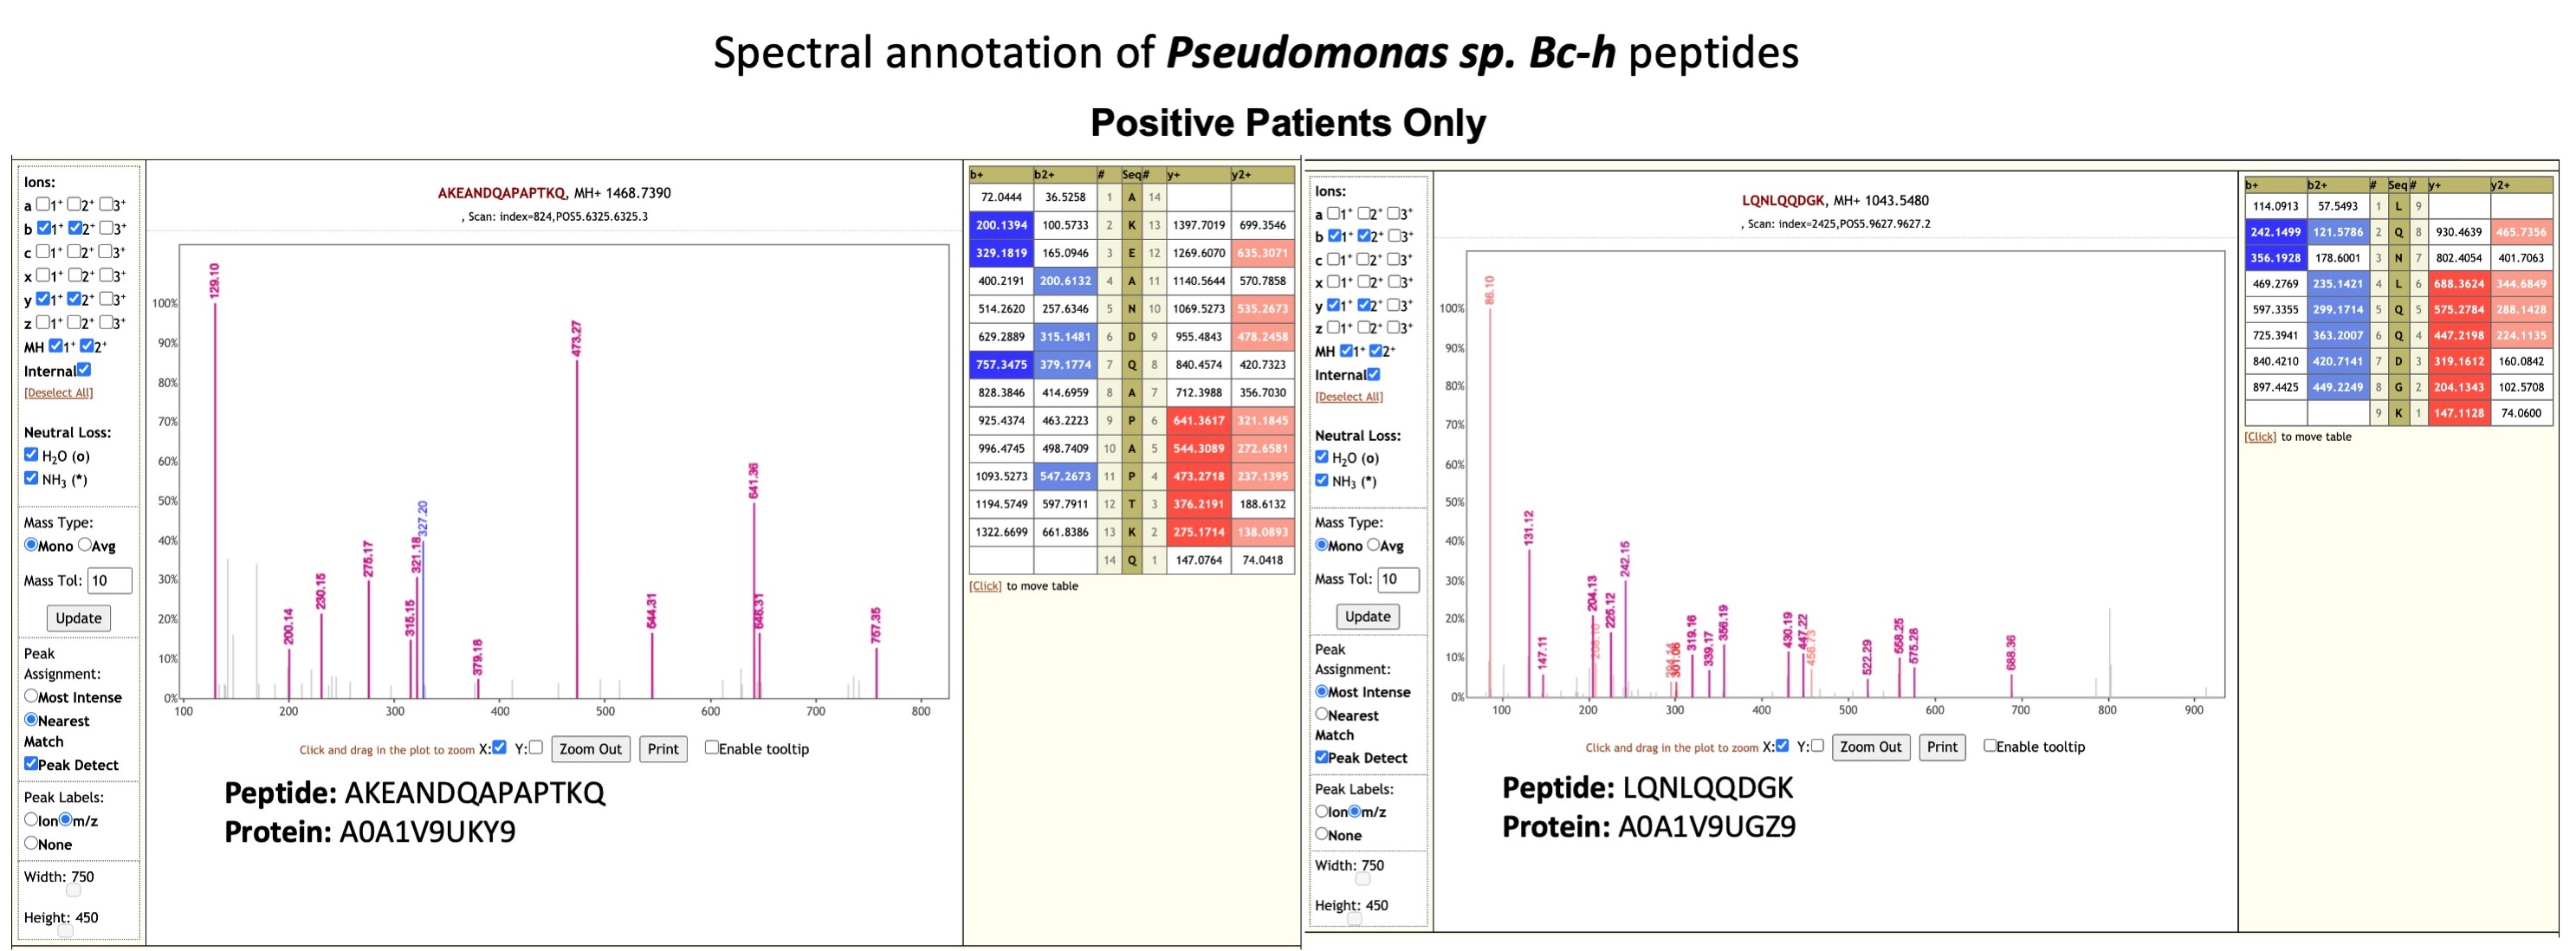 Spectral annotation of Pseudomonas sp. Bc-h peptides
Positive Patients Only
Ions:
a 1+ 2+ 3+
b 1+ 2+ 3+
c 1+ 2+ 3+
x 1+ 2+ 3+
y 1+ 2+ 3+
z 1+ 2+ 3+
MH 1+ 2+
Internal
[Deselect All]
Neutral Loss:
H2O (o)
NH3 (*)
Mass Type:
Mono Avg
Mass Tol: 10
Update
Peak
Assignment:
Most Intense
Nearest
Match
Peak Detect
Peak Labels:
Ion m/z
None
Width: 750
Height: 450
AKEANDQAPAPTKQ, MH+ 1468.7390
, Scan: index=824,POS5.6325.6325.3
100%
90%
80%
70%
60%
50%
40%
30%
20%
10%
0%
129.10
200.14
230.15
275.17
315.15
321.18
327.20
379.18
473.27
544.31
641.36
646.31
757.35
100 200 300 400 500 600 700 800
Click and drag in the plot to zoom X: Y: Zoom Out Print Enable tooltip
Peptide: AKEANDQAPAPTKQ
Protein: A0A1V9UKY9
b+ b2+ # Seq # y+ y2+
72.0444 36.5258 1 A 14
200.1394 100.5733 2 K 13 1397.7019 699.3546
329.1819 165.0946 3 E 12 1269.6070 635.3071
400.2191 200.6132 4 A 11 1140.5644 570.7858
514.2620 257.6346 5 N 10 1069.5273 535.2673
629.2889 315.1481 6 D 9 955.4843 478.2458
757.3475 379.1774 7 Q 8 840.4574 420.7323
828.3846 414.6959 8 A 7 712.3988 356.7030
925.4374 463.2223 9 P 6 641.3617 321.1845
996.4745 498.7409 10 A 5 544.3089 272.6581
1093.5273 547.2673 11 P 4 473.2718 237.1395
1194.5749 597.7911 12 T 3 376.2191 188.6132
1322.6699 661.8386 13 K 2 275.1714 138.0893
14 Q 1 147.0764 74.0418
[Click] to move table
Ions:
a 1+ 2+ 3+
b 1+ 2+ 3+
c 1+ 2+ 3+
x 1+ 2+ 3+
y 1+ 2+ 3+
z 1+ 2+ 3+
MH 1+ 2+
Internal
[Deselect All]
Neutral Loss:
H2O (o)
NH3 (*)
Mass Type:
Mono Avg
Mass Tol: 10
Update
Peak
Assignment:
Most Intense
Nearest
Match
Peak Detect
Peak Labels:
Ion m/z
None
Width: 750
Height: 450
LQNLQQDGK, MH+ 1043.5480
, Scan: index=2425,POS5.9627.9627.2
100%
90%
80%
70%
60%
50%
40%
30%
20%
10%
0%
86.10
131.12
147.11
204.13
225.12
242.15
301.06
319.16
339.17
356.19
430.19
447.22
456.73
522.29
558.25
575.28
688.36
100 200 300 400 500 600 700 800 900
Click and drag in the plot to zoom X: Y: Zoom Out Print Enable tooltip
Peptide: LQNLQQDGK
Protein: A0A1V9UGZ9
b+ b2+ # Seq # y+ y2+
114.0913 57.5493 1 L 9
242.1499 121.5786 2 Q 8 930.4639 465.7356
356.1928 178.6001 3 N 7 802.4054 401.7063
469.2769 235.1421 4 L 6 688.3624 344.6849
597.3355 299.1714 5 Q 5 575.2784 288.1428
725.3941 363.2007 6 Q 4 447.2198 224.1135
840.4210 420.7141 7 D 3 319.1612 160.0842
897.4425 449.2249 8 G 2 204.1343 102.5708
9 K 1 147.1128 74.0600
[Click] to move table